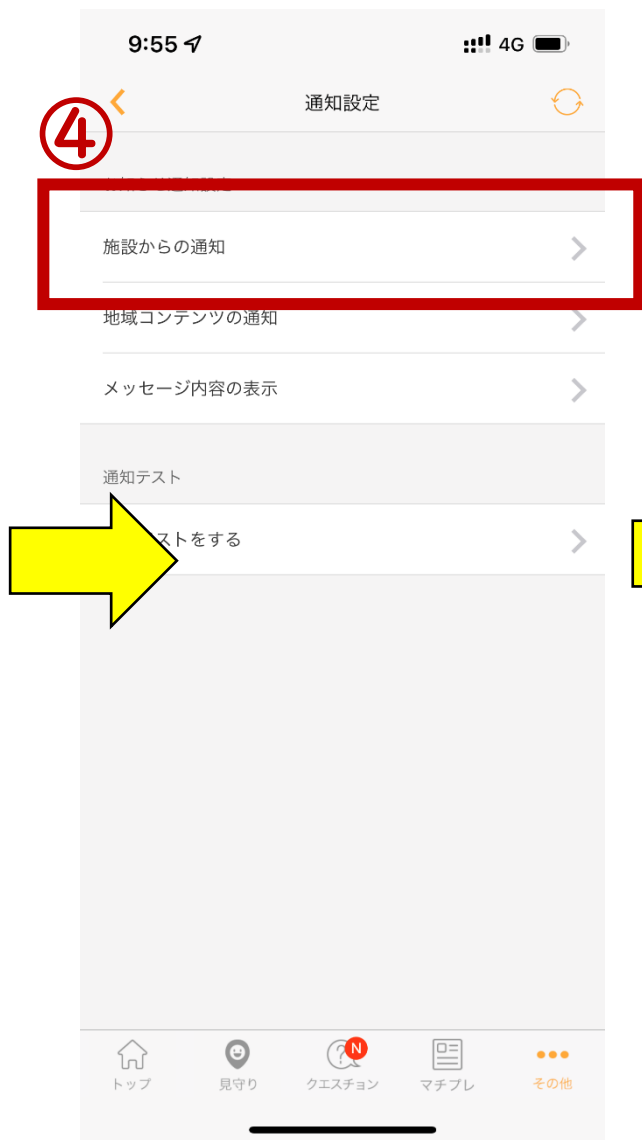 9:55
4G
通知設定
④
施設からの通知
地域コンテンツの通知
メッセージ内容の表示
通知テスト
ストをする
N
トップ
見守り
クエスチョン
マチプレ
その他